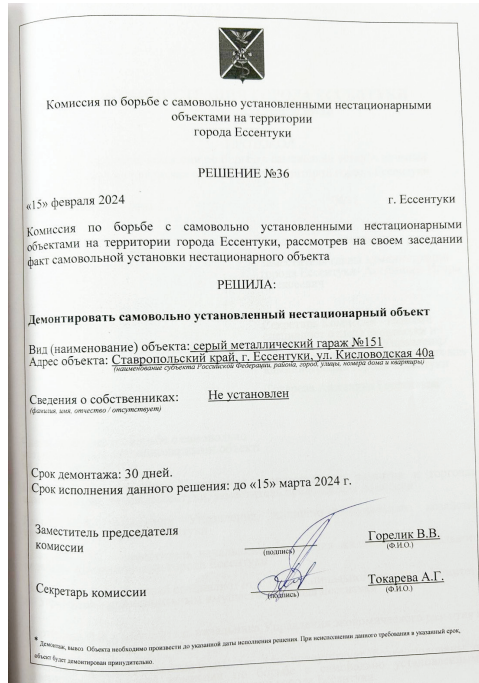 Комиссия по борьбе с самовольно установленными нестационарными
объектами на территории
города Ессентуки
РЕШЕНИЕ №36
«15» февраля 2024 г. Ессентуки
Комиссия по борьбе с самовольно установленными нестационарными
объектами на территории города Ессентуки, рассмотрев на своем заседании
факт самовольной установки нестационарного объекта
РЕШИЛА:
Демонтировать самовольно установленный нестационарный объект
Вид (наименование) объекта: серый металлический гараж №151
Адрес объекта: Ставропольский край, г. Ессентуки, ул. Кисловодская 40а
(наименование субъекта Российской Федерации, района, город, улицы, номера дома и квартиры)
Сведения о собственниках: Не установлен
(фамилия, имя, отчество / отсутствует)
Срок демонтажа: 30 дней.
Срок исполнения данного решения: до «15» марта 2024 г.
Заместитель председателя
комиссии Горелик В.В.
(подпись) (Ф.И.О.)
Секретарь комиссии Токарева А.Г.
(подпись) (Ф.И.О.)
* Демонтаж, вывоз Объекта необходимо произвести до указанной даты исполнения решения. При неисполнении данного требования в указанный срок,
объект будет демонтирован принудительно.